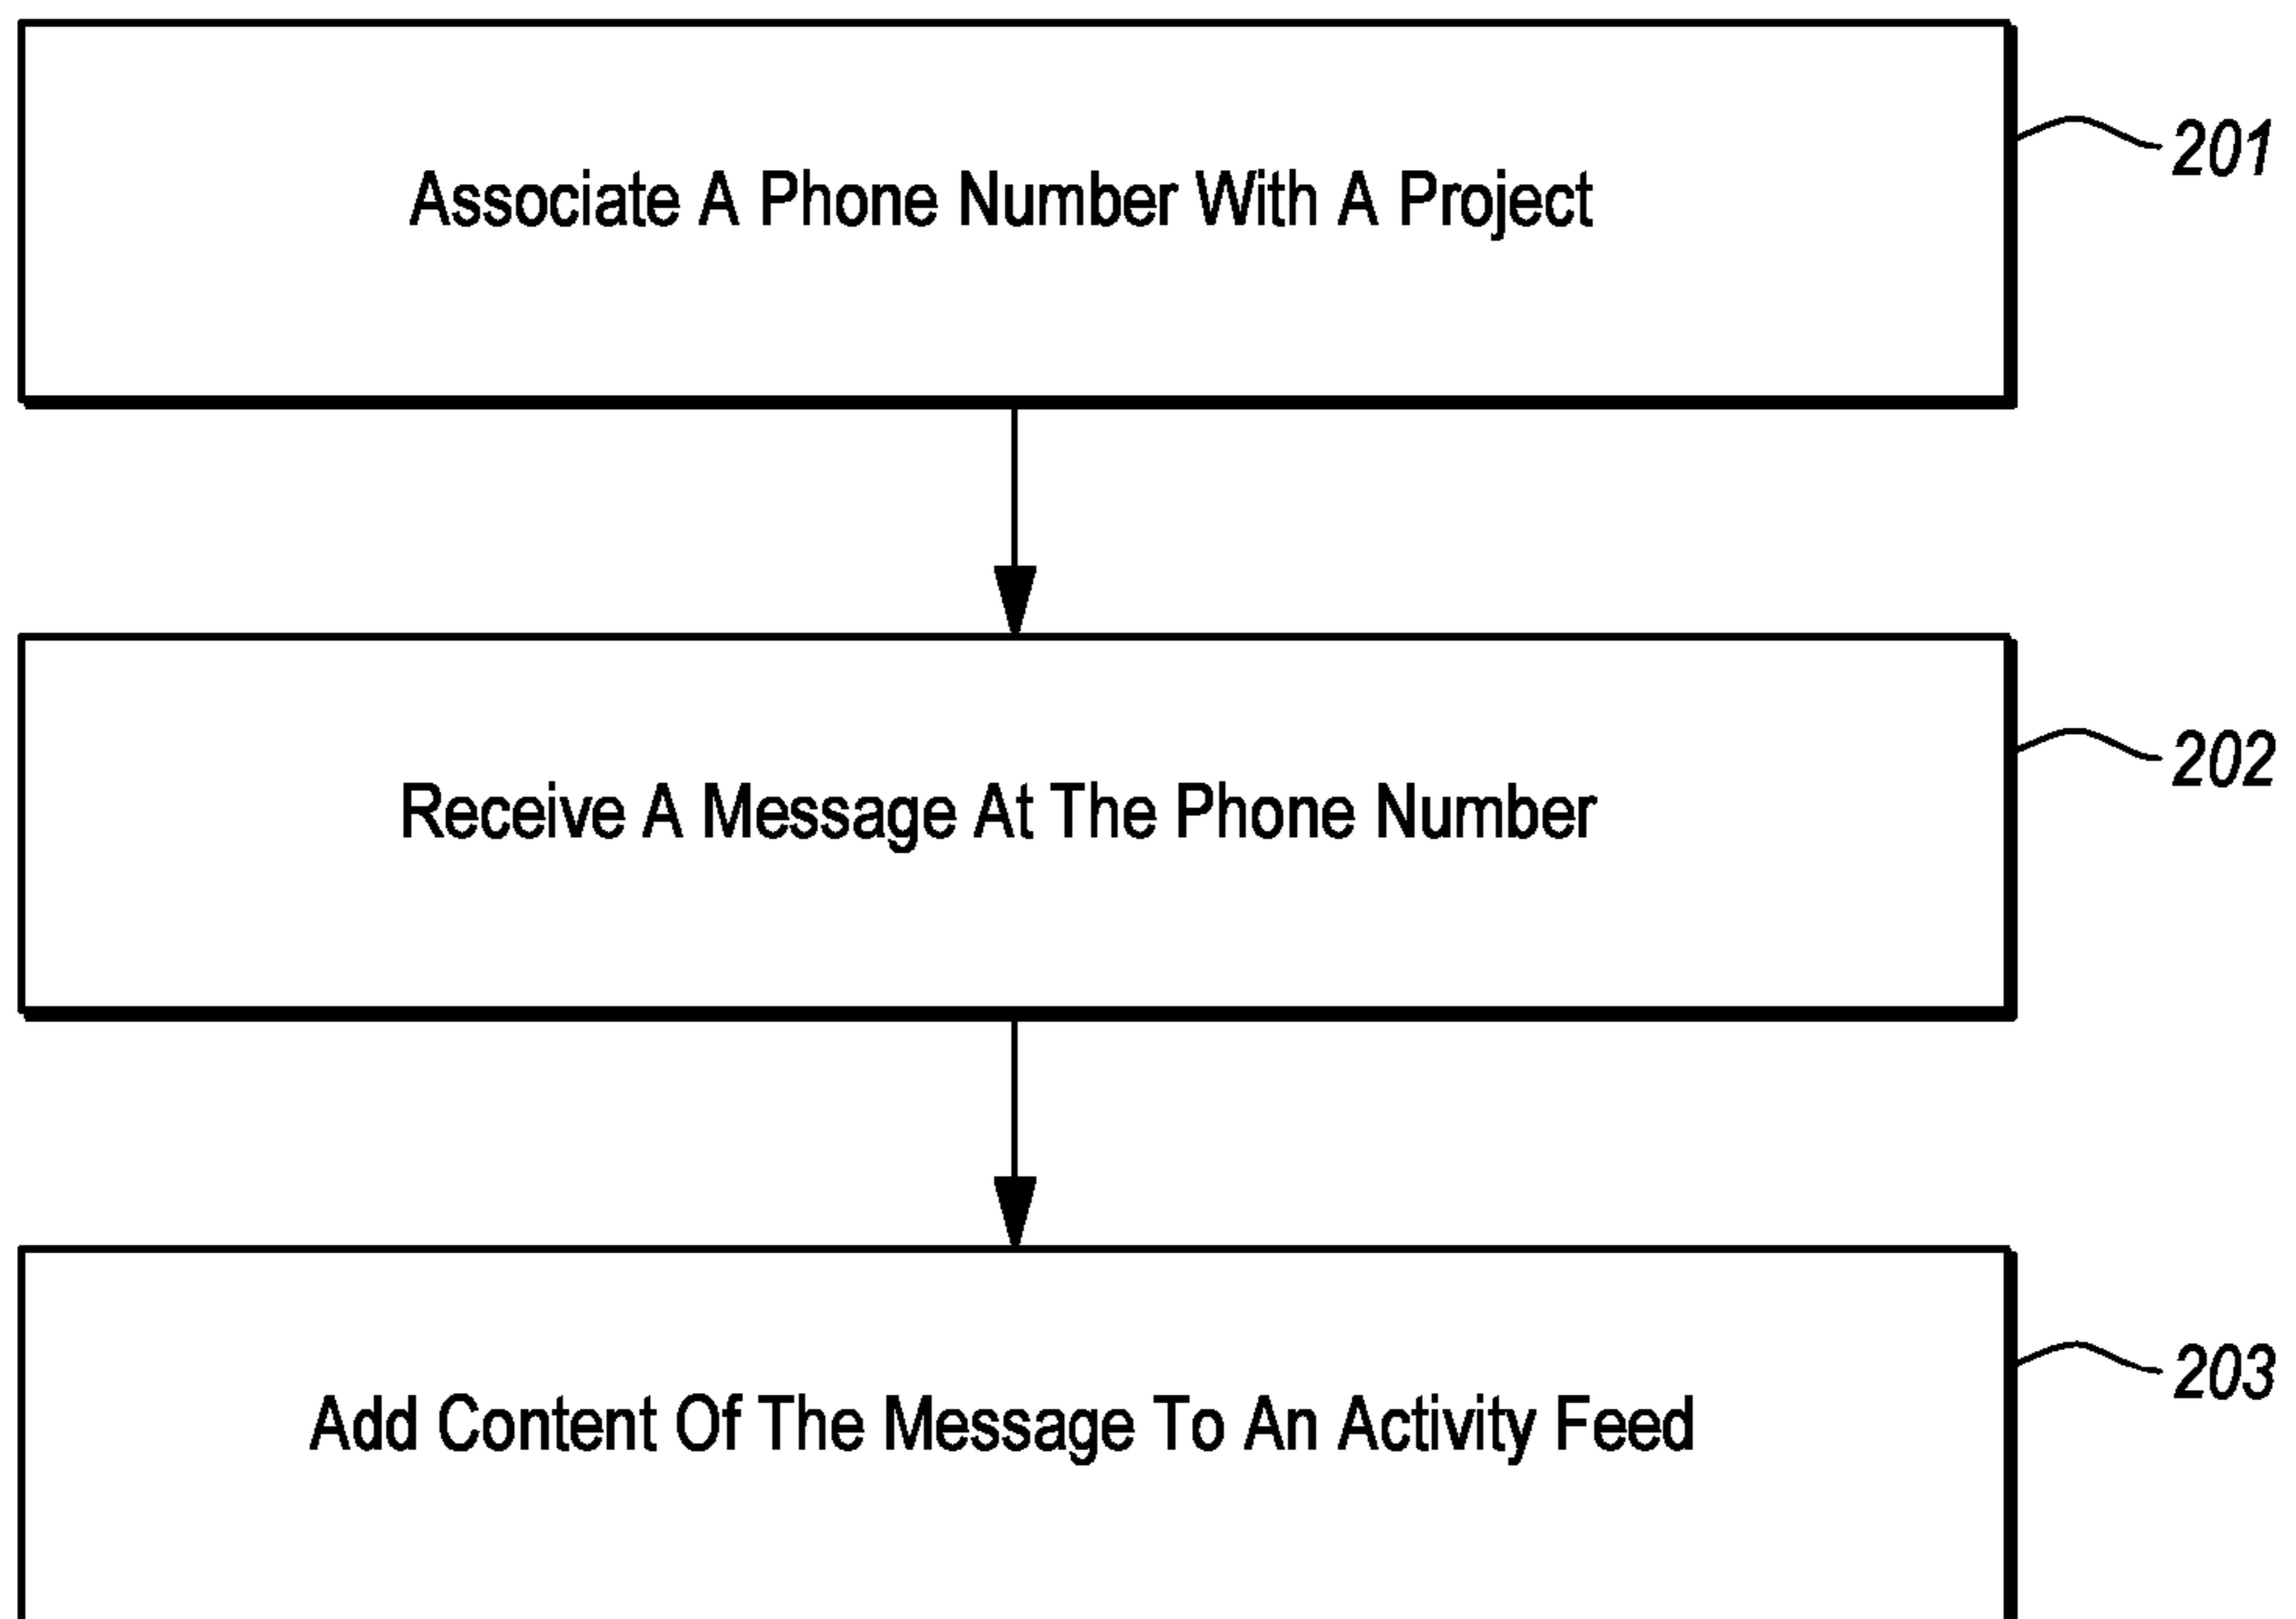 Associate A Phone Number With A Project
201
Receive A Message At The Phone Number
202
Add Content Of The Message To An Activity Feed
203